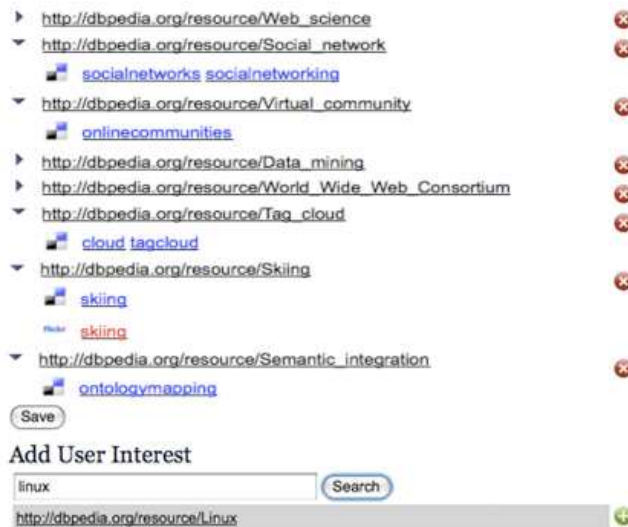 http://dbpedia.org/resource/Web_science
http://dbpedia.org/resource/Social_network
socialnetworks socialnetworking
http://dbpedia.org/resource/Virtual_community
onlinecommunities
http://dbpedia.org/resource/Data_mining
http://dbpedia.org/resource/World_Wide_Web_Consortium
http://dbpedia.org/resource/Tag_cloud
cloud tagcloud
http://dbpedia.org/resource/Skiing
skiing
flickr skiing
http://dbpedia.org/resource/Semantic_integration
ontologymapping
Save
Add User Interest
linux Search
http://dbpedia.org/resource/Linux